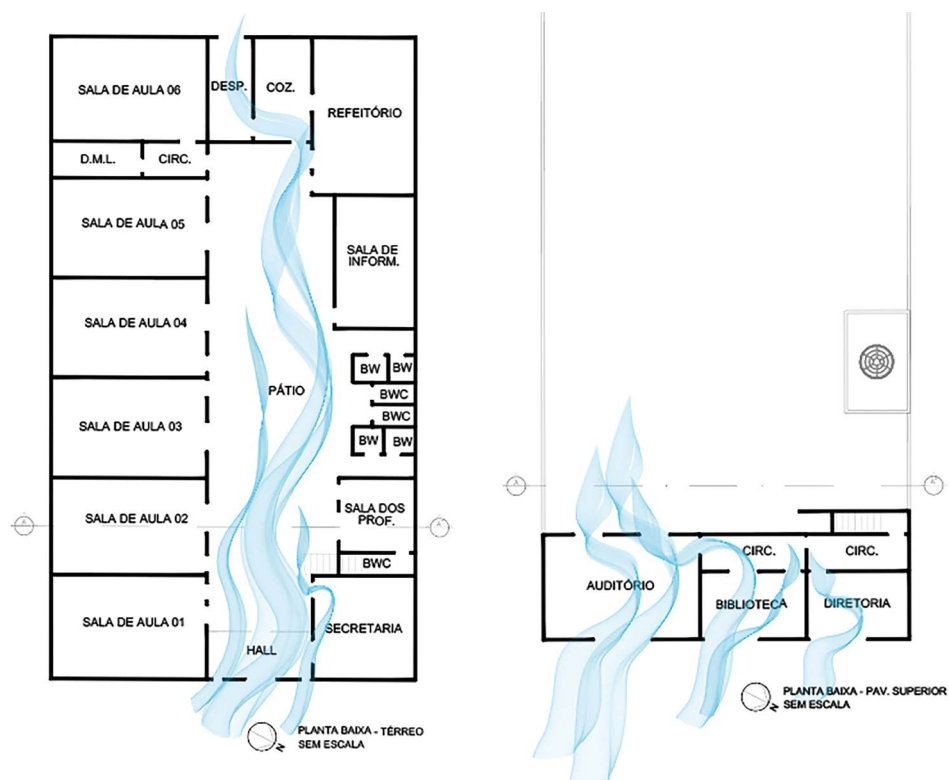 DESP.
COZ.
SALA DE AULA 06
REFEITÓRIO
D.M.L.
CIRC.
SALA DE AULA 05
SALA DE
INFORM.
SALA DE AULA 04
BW
BW
PÁTIO
BWC
BWC
SALA DE AULA 03
BW
BW
SALA DOS
PROF.
SALA DE AULA 02
A'
A
BWC
SALA DE AULA 01
SECRETARIA
HALL
N
PLANTA BAIXA - TÉRREO
SEM ESCALA
A'
A
CIRC.
CIRC.
AUDITÓRIO
BIBLIOTECA
DIRETORIA
N
PLANTA BAIXA - PAV. SUPERIOR
SEM ESCALA